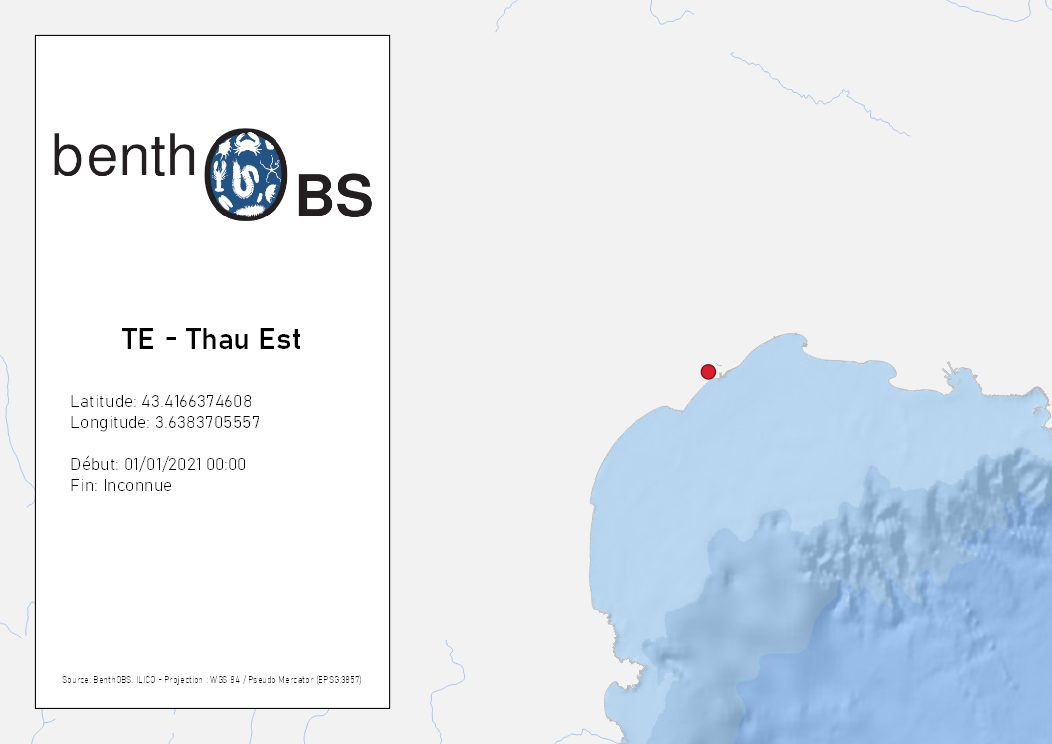 benthOBS
TE - Thau Est
Latitude: 43.4166374608
Longitude: 3.6383705557
Début: 01/01/2021 00:00
Fin: Inconnue
Source: BenthOBS, ILICO - Projection : WGS 84 / Pseudo Mercator (EPSG:3857)